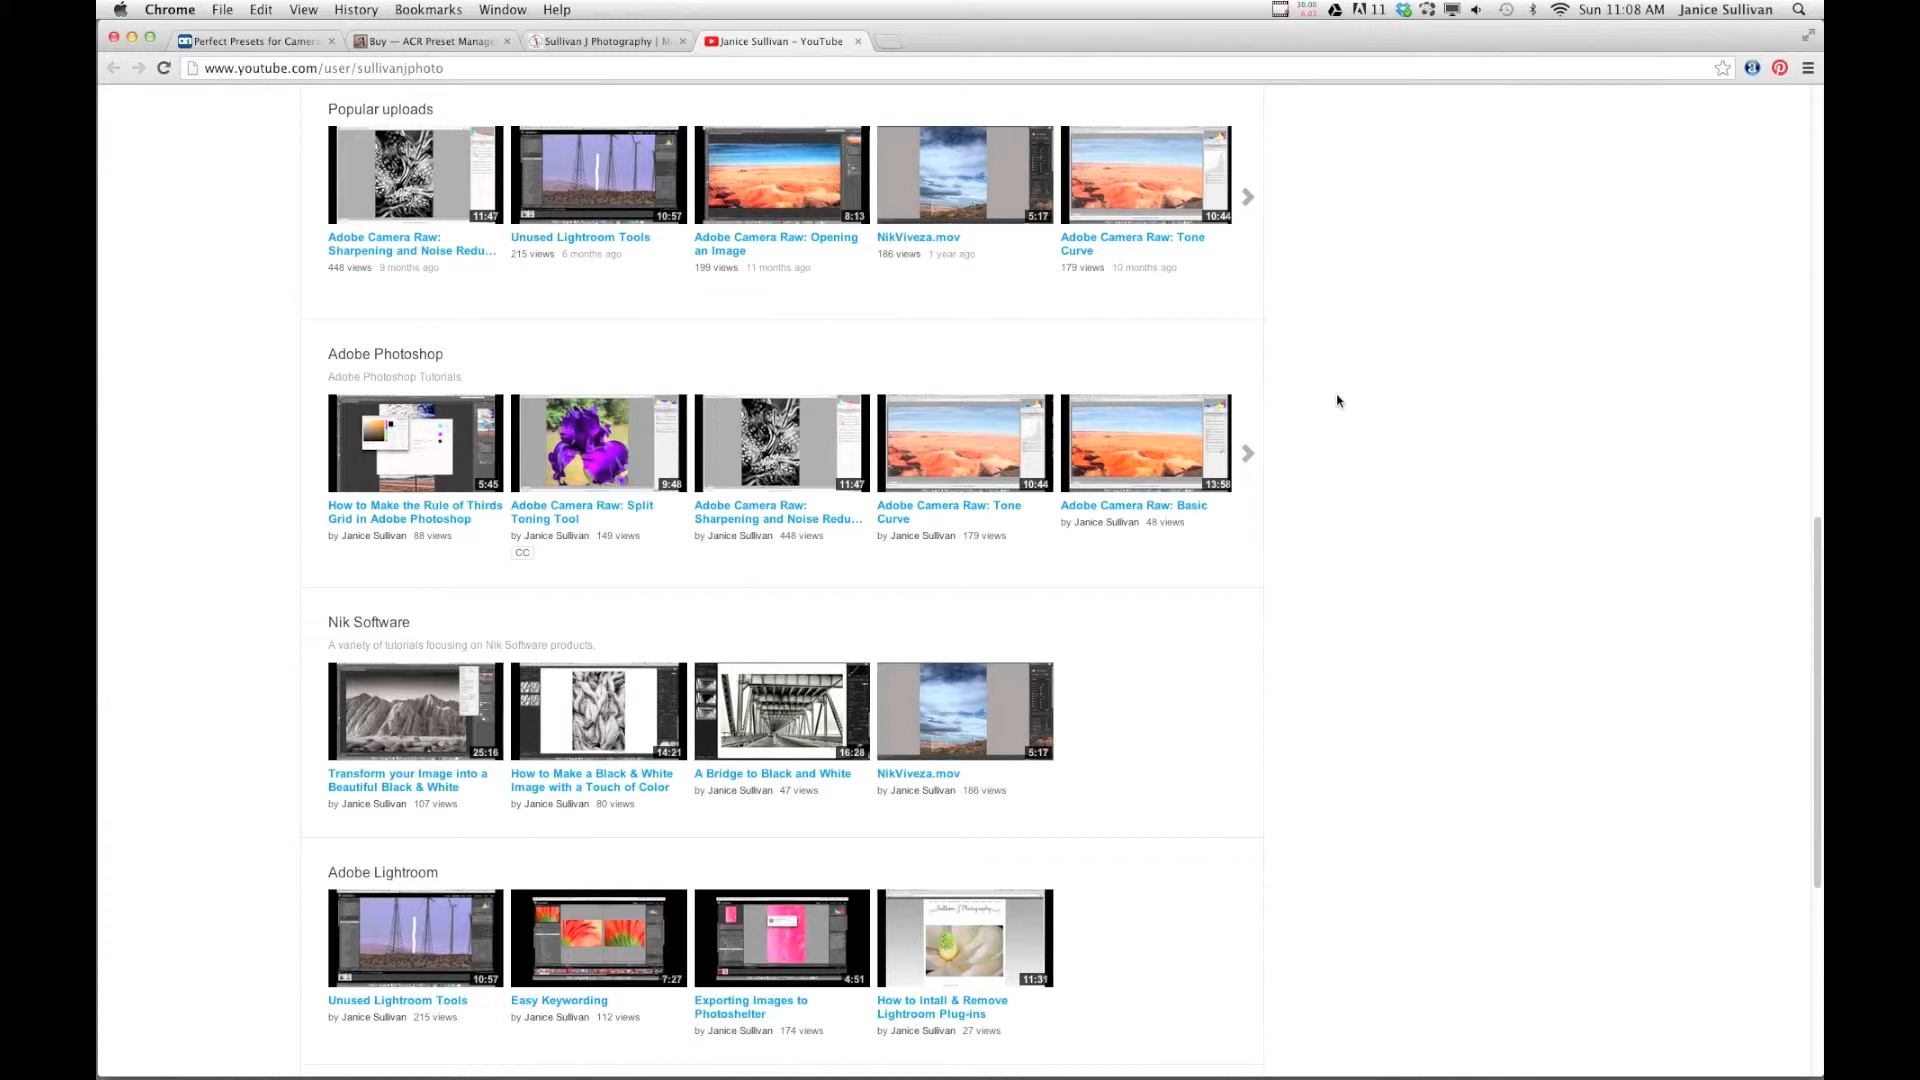 Chrome File Edit View History Bookmarks Window Help 30.00 6.03 11 Sun 11:08 AM Janice Sullivan
Perfect Presets for Camera Buy — ACR Preset Manage Sullivan J Photography | M Janice Sullivan – YouTube
www.youtube.com/user/sullivanjphoto
Popular uploads
11:47 10:57 8:13 5:17 10:44
Adobe Camera Raw: Unused Lightroom Tools Adobe Camera Raw: Opening NikViveza.mov Adobe Camera Raw: Tone
Sharpening and Noise Redu... 215 views 6 months ago an Image 186 views 1 year ago Curve
448 views 9 months ago 199 views 11 months ago 179 views 10 months ago
Adobe Photoshop
Adobe Photoshop Tutorials
5:45 9:48 11:47 10:44 13:58
How to Make the Rule of Thirds Adobe Camera Raw: Split Adobe Camera Raw: Adobe Camera Raw: Tone Adobe Camera Raw: Basic
Grid in Adobe Photoshop Toning Tool Sharpening and Noise Redu... Curve by Janice Sullivan 48 views
by Janice Sullivan 88 views by Janice Sullivan 149 views by Janice Sullivan 448 views by Janice Sullivan 179 views
CC
Nik Software
A variety of tutorials focusing on Nik Software products.
25:16 14:21 16:28 5:17
Transform your Image into a How to Make a Black & White A Bridge to Black and White NikViveza.mov
Beautiful Black & White Image with a Touch of Color by Janice Sullivan 47 views by Janice Sullivan 186 views
by Janice Sullivan 107 views by Janice Sullivan 80 views
Adobe Lightroom
Sullivan J Photography
10:57 7:27 4:51 11:31
Unused Lightroom Tools Easy Keywording Exporting Images to How to Intall & Remove
by Janice Sullivan 215 views by Janice Sullivan 112 views Photoshelter Lightroom Plug-ins
by Janice Sullivan 174 views by Janice Sullivan 27 views